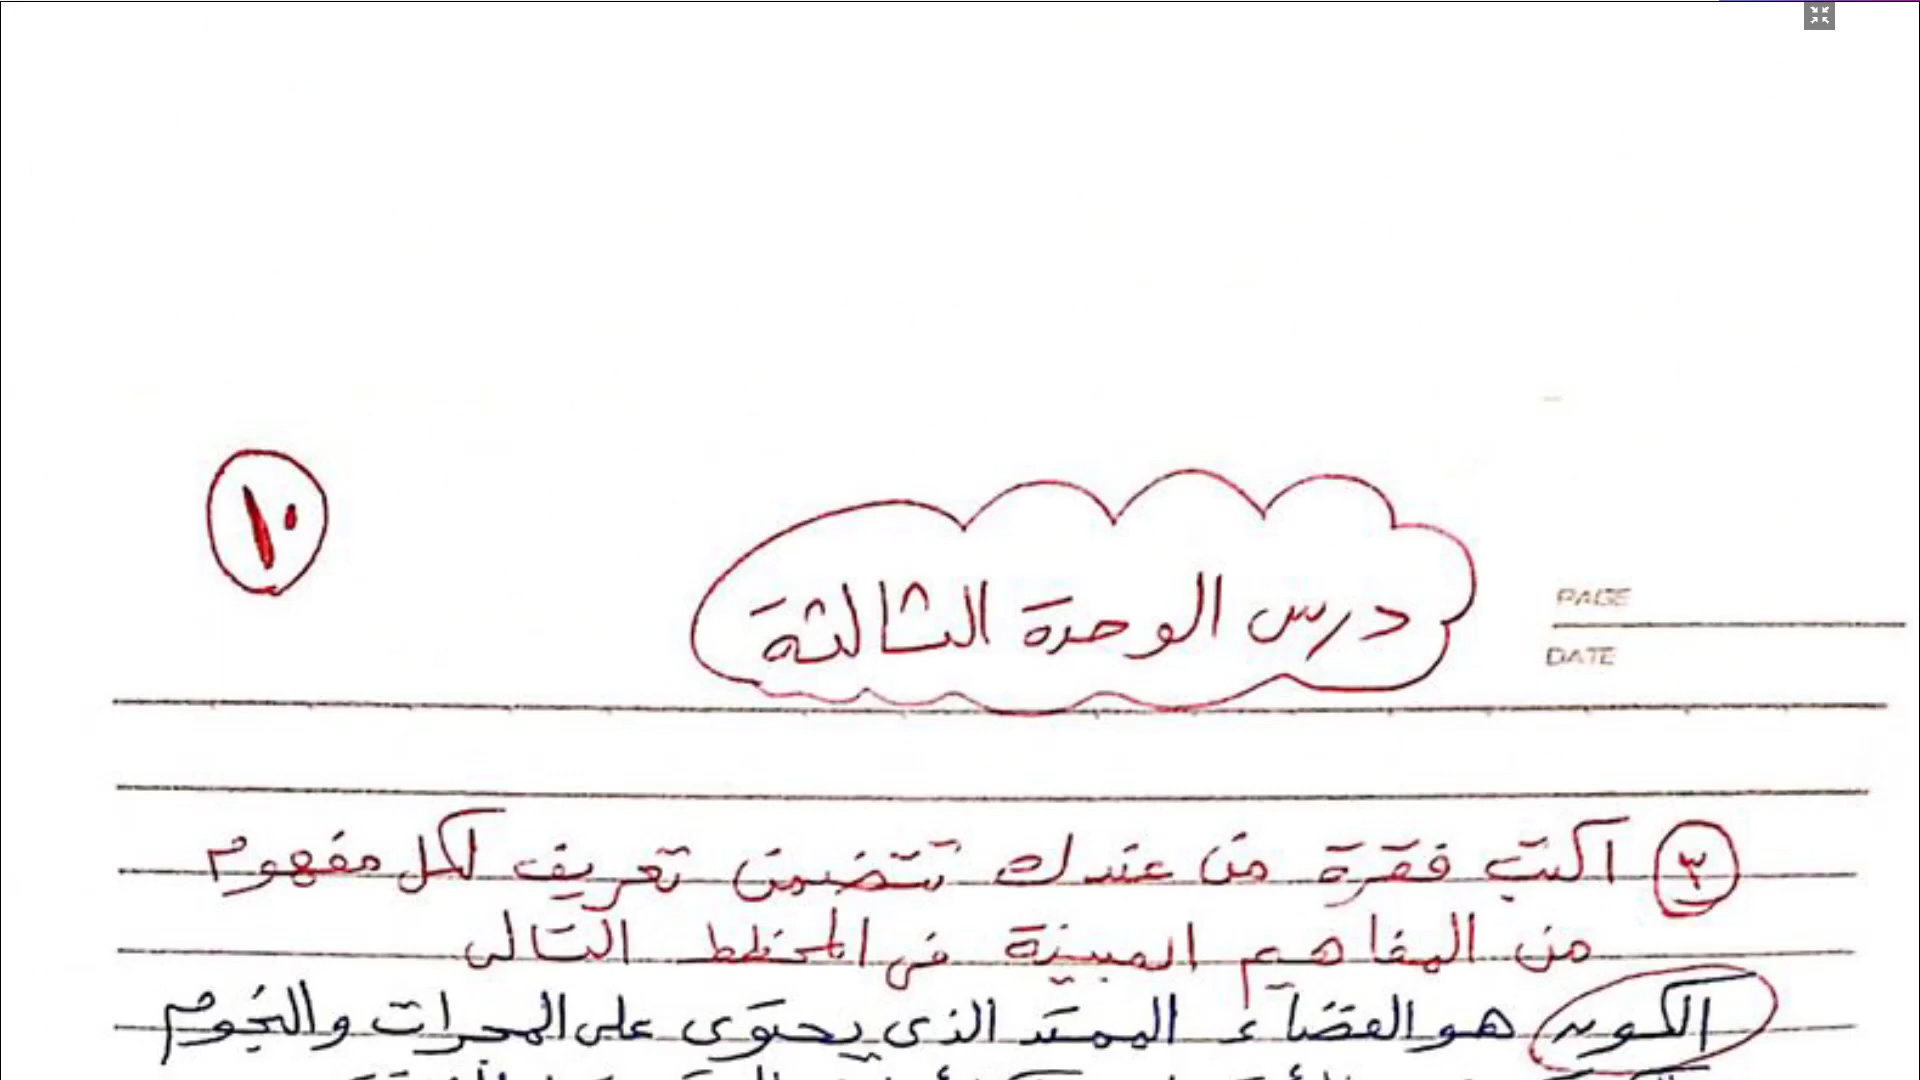 ١٠
درس الوحدة الثالثة
PAGE
DATE
٣ اكتب فقرة من عندك تتضمن تعريف لكل مفهوم
من المفاهيم المبينة في المخطط التالى
الكون هو الفضاء الممتد الذى يحتوى على المجرات والنجوم